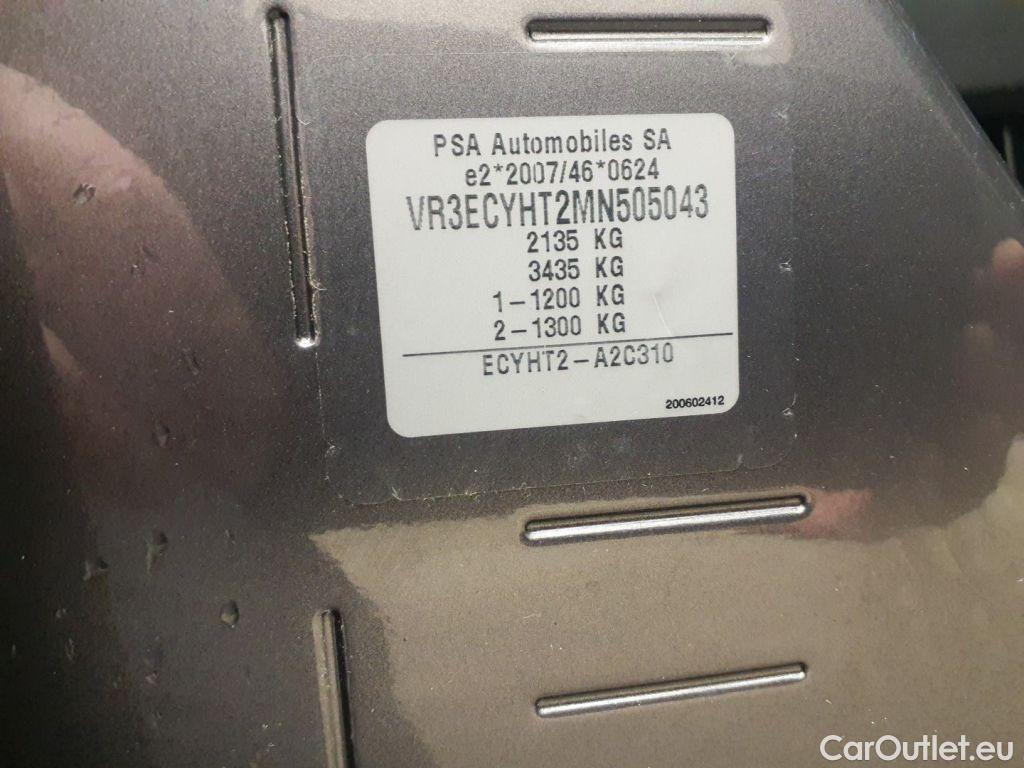 PSA Automobiles SA
e2*2007/46*0624
VR3ECYHT2MN505043
2135 KG
3435 KG
1-1200 KG
2-1300 KG
ECYHT2-A2C310
200602412
CarOutlet.eu